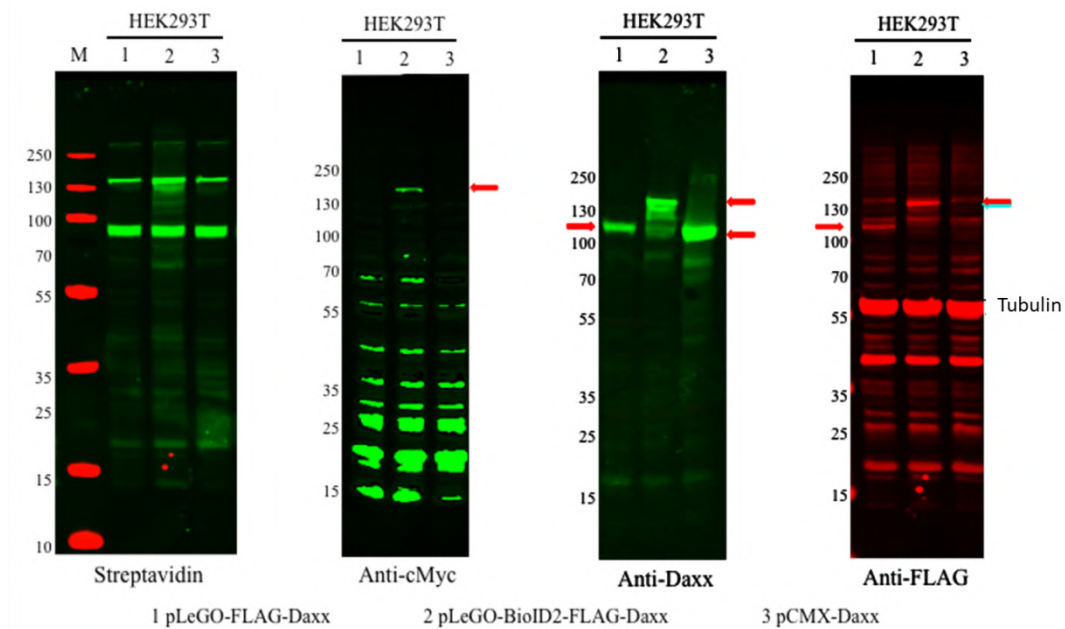 HEK293T
M 1 2 3
250
130
100
70
55
35
25
15
10
Streptavidin
HEK293T
1 2 3
250
130
100
70
55
35
25
15
Anti-cMyc
HEK293T
1 2 3
250
130
100
70
55
35
25
15
Anti-Daxx
HEK293T
1 2 3
250
130
100
70
55
35
25
15
Tubulin
Anti-FLAG
1 pLeGO-FLAG-Daxx 2 pLeGO-BioID2-FLAG-Daxx 3 pCMX-Daxx